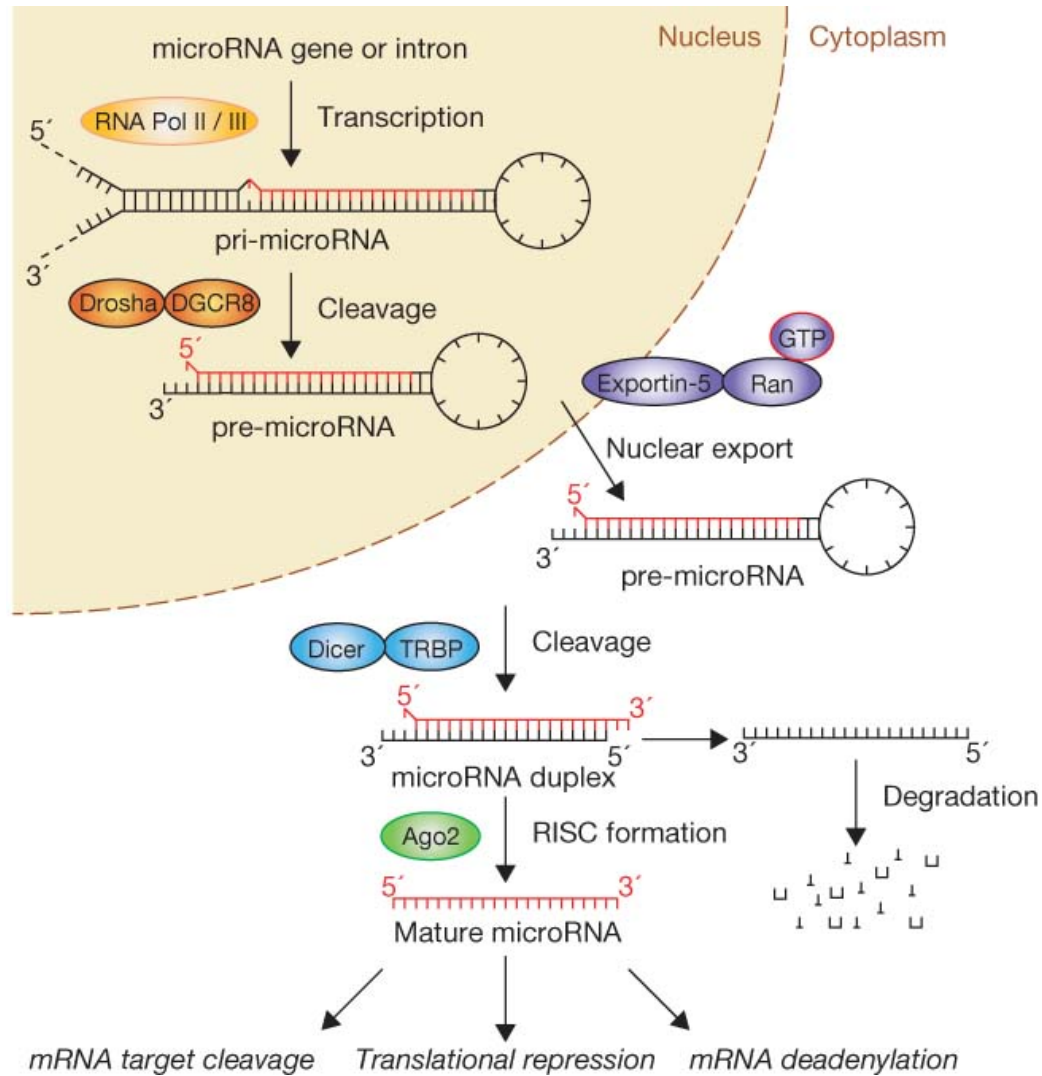 Nucleus
Cytoplasm
microRNA gene or intron
RNA Pol II / III
Transcription
5´
3´
pri-microRNA
Drosha
DGCR8
Cleavage
5´
3´
pre-microRNA
GTP
Exportin-5
Ran
Nuclear export
5´
3´
pre-microRNA
Dicer
TRBP
Cleavage
5´
3´
3´
5´
microRNA duplex
3´
5´
Degradation
Ago2
RISC formation
5´
3´
Mature microRNA
mRNA target cleavage
Translational repression
mRNA deadenylation